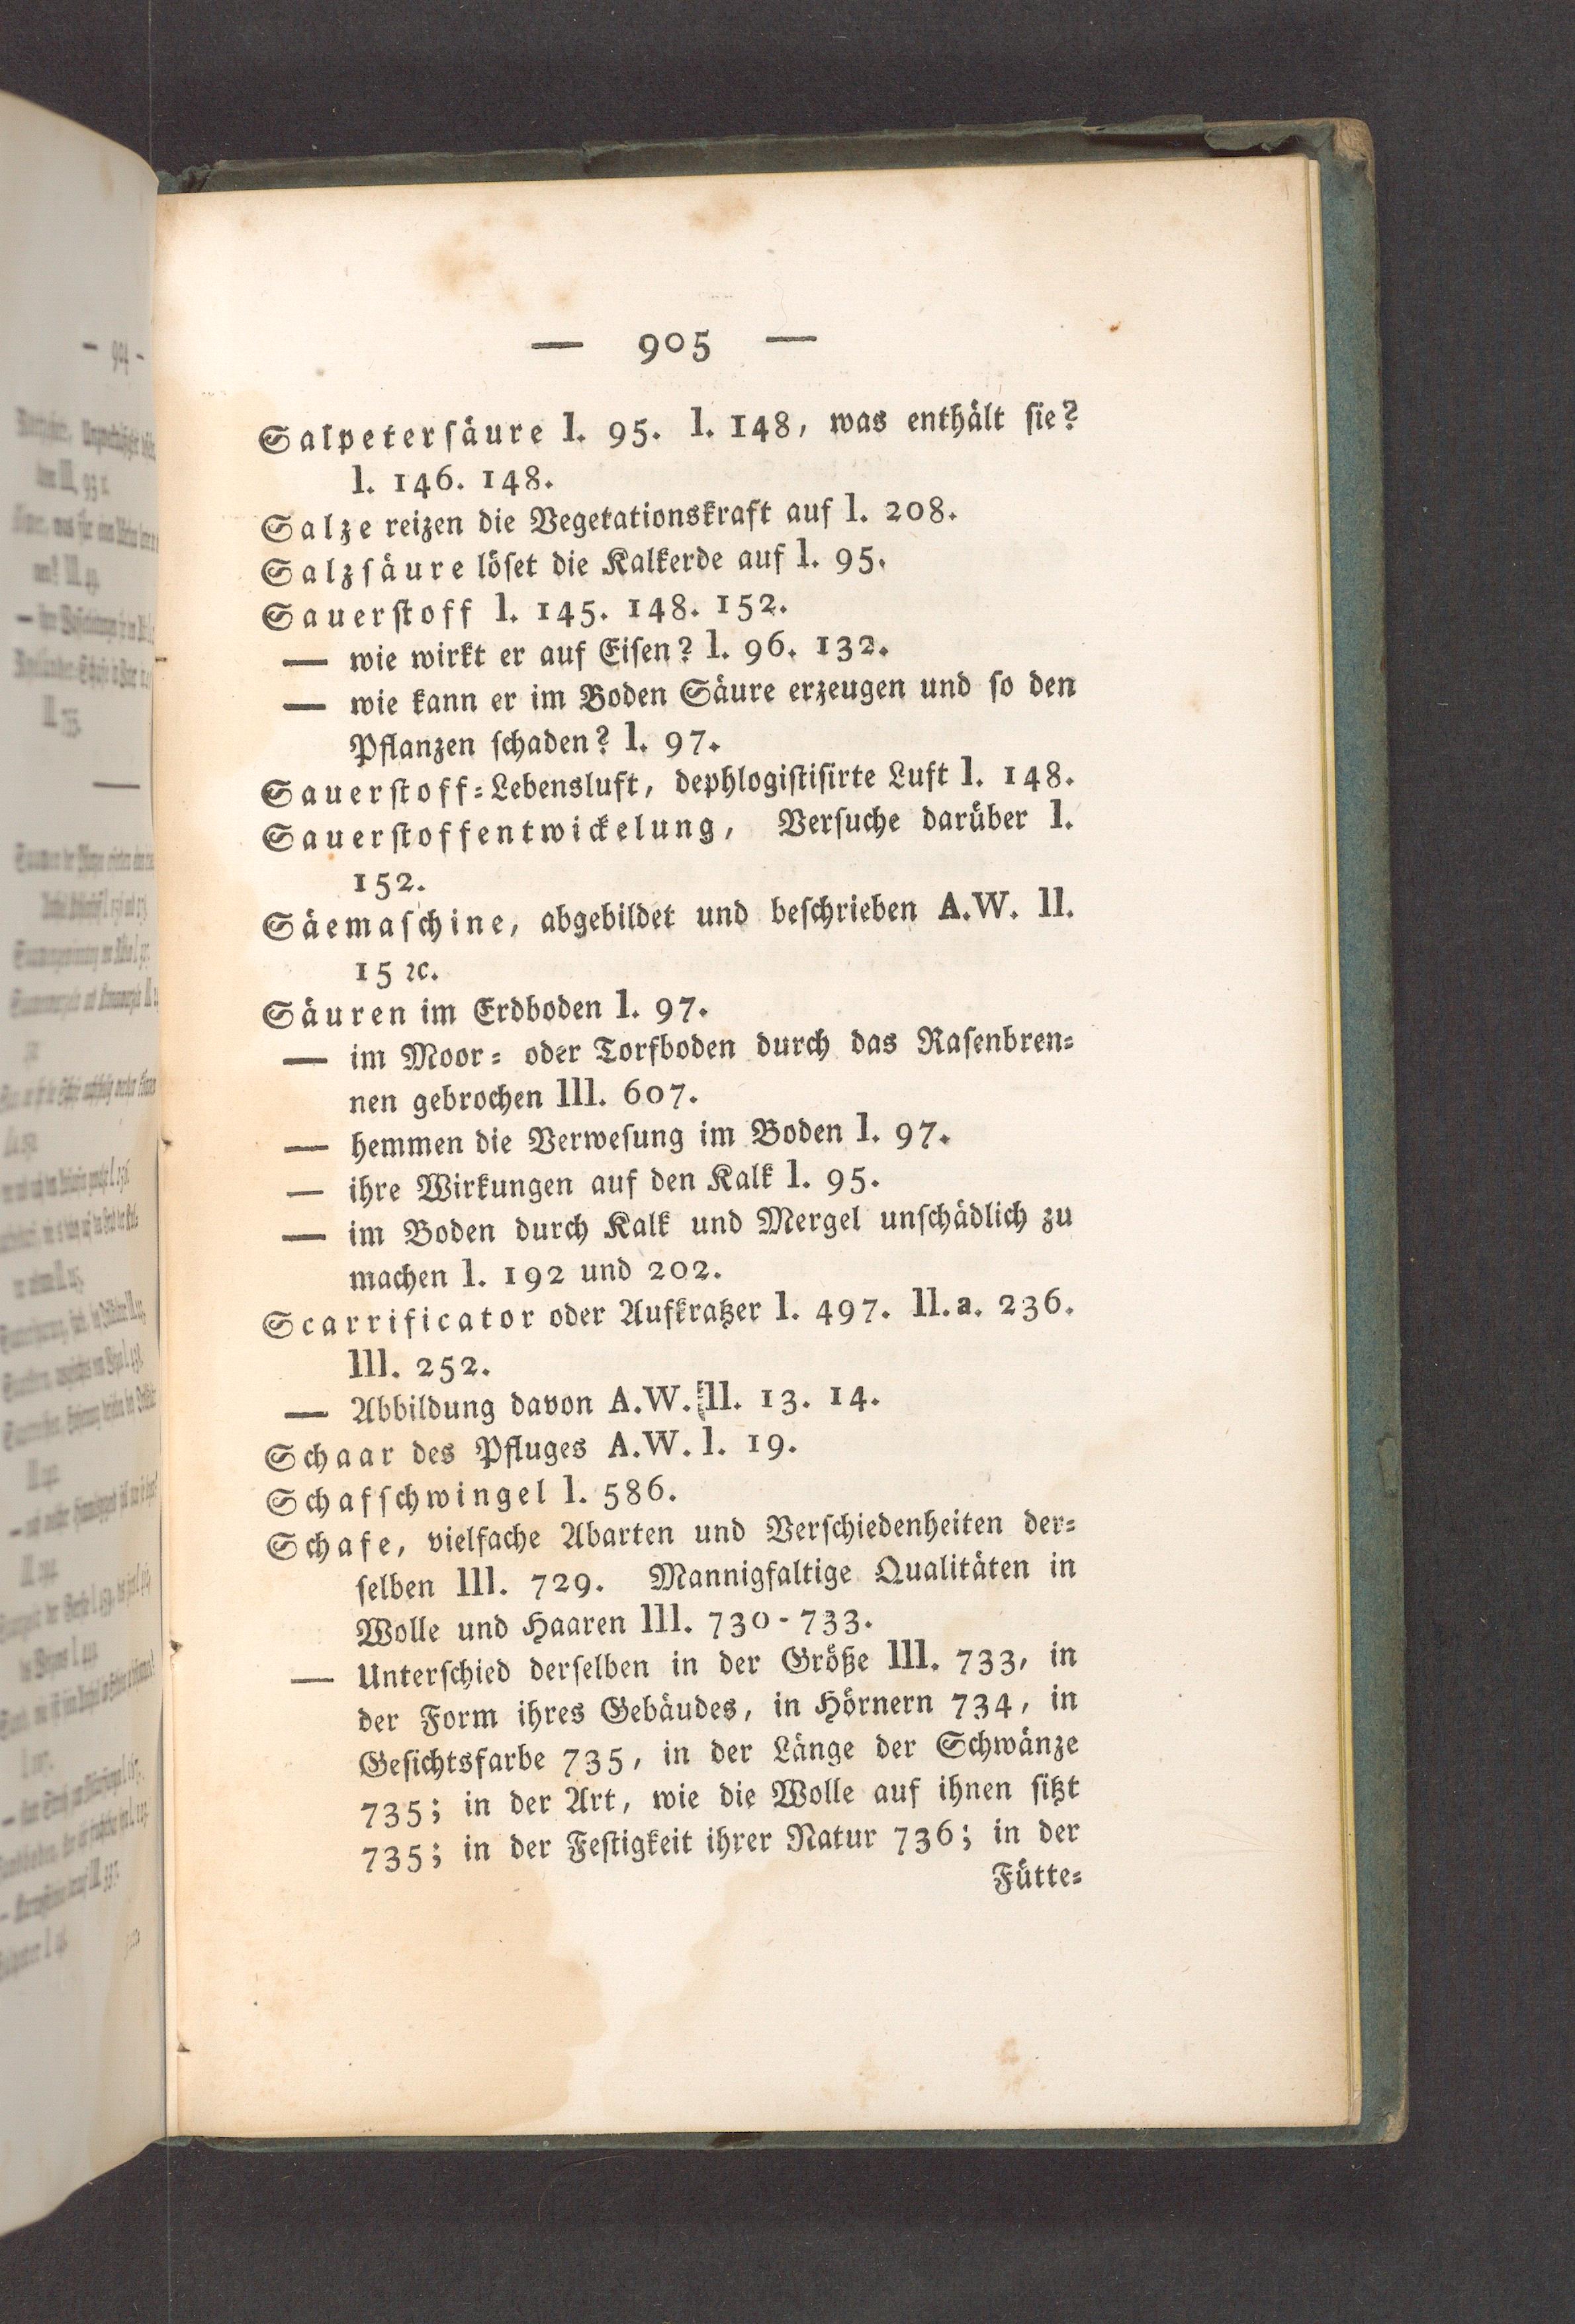 — 905 —
Salpeterſäure l. 95. l. 148, was enthält ſie?
l. 146. 148.
Salze reizen die Vegetationskraft auf l. 208.
Salzſäure löſet die Kalkerde auf l. 95.
Sauerſtoff l. 145. 148. 152.
— wie wirkt er auf Eiſen? l. 96. 132.
— wie kann er im Boden Säure erzeugen und ſo den
Pflanzen ſchaden? l. 97.
Sauerſtoff⸗Lebensluft, dephlogiſtiſirte Luft l. 148.
Sauerſtoffentwickelung, Verſuche darüber l.
152.
Säemaſchine, abgebildet und beſchrieben A.W. ll.
15 ꝛc.
Säuren im Erdboden l. 97.
— im Moor⸗ oder Torfboden durch das Raſenbren⸗
nen gebrochen lll. 607.
— hemmen die Verweſung im Boden l. 97.
— ihre Wirkungen auf den Kalk l. 95.
— im Boden durch Kalk und Mergel unſchädlich zu
machen l. 192 und 202.
Scarrificator oder Aufkratzer l. 497. ll. a. 236.
lll. 252.
— Abbildung davon A.W. ll. 13. 14.
Schaar des Pfluges A.W. l. 19.
Schafſchwingel l. 586.
Schafe, vielfache Abarten und Verſchiedenheiten der⸗
ſelben lll. 729. Mannigfaltige Qualitäten in
Wolle und Haaren lll. 730-733.
— Unterſchied derſelben in der Größe lll. 733, in
der Form ihres Gebäudes, in Hörnern 734, in
Geſichtsfarbe 735, in der Länge der Schwänze
735; in der Art, wie die Wolle auf ihnen ſitzt
735; in der Feſtigkeit ihrer Natur 736; in der
Fütte⸗